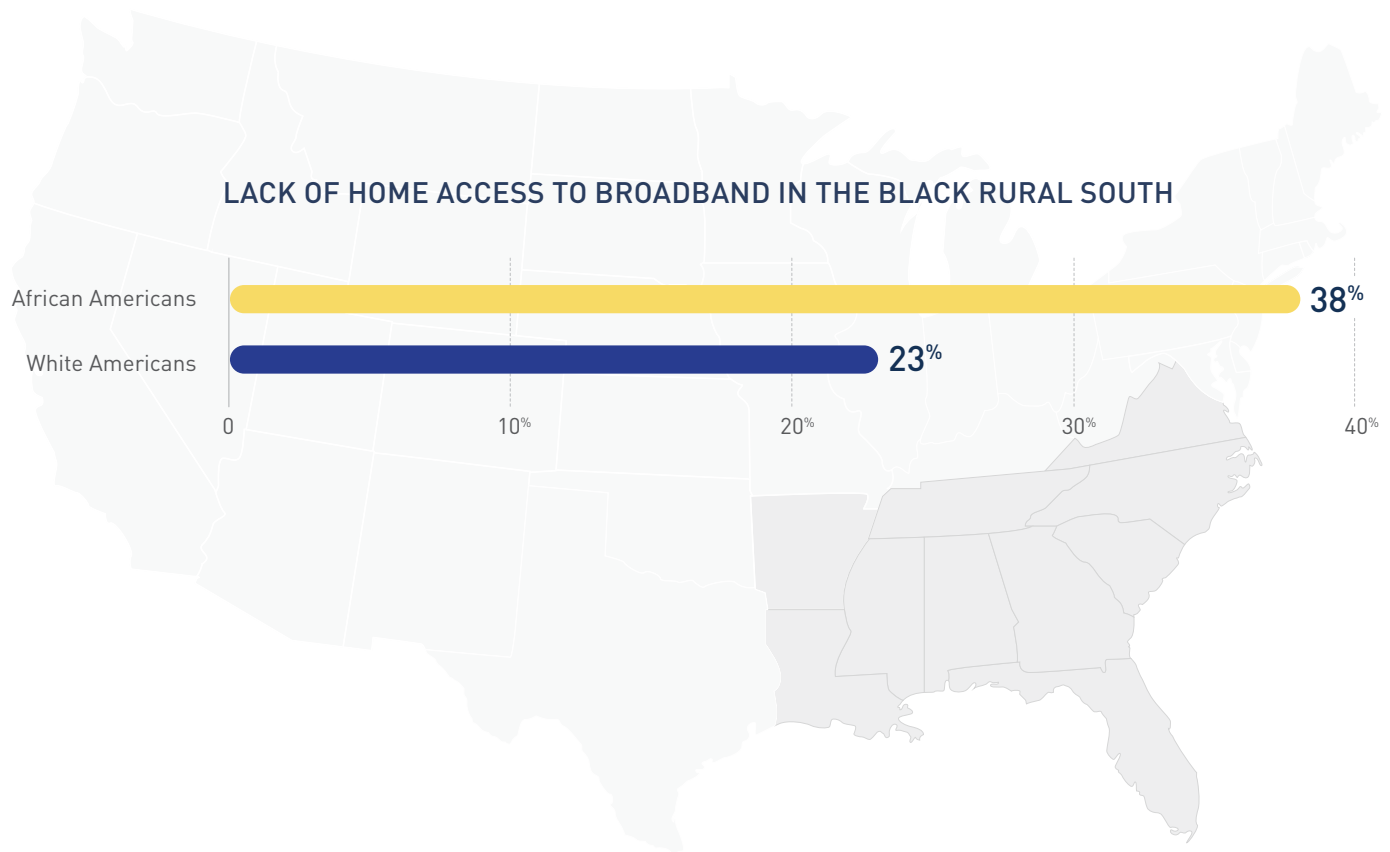 LACK OF HOME ACCESS TO BROADBAND IN THE BLACK RURAL SOUTH
African Americans 38%
White Americans 23%
0 10% 20% 30% 40%